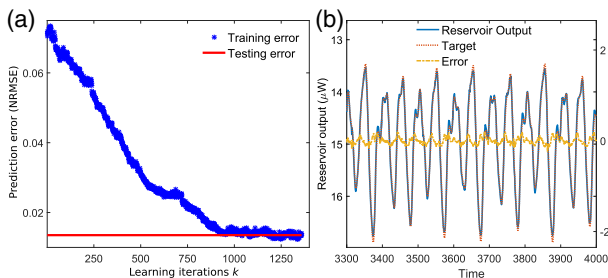 (a)
Training error
Testing error
0.06
0.04
0.02
250
500
750
1000
1250
Prediction error (NRMSE)
Learning iterations k
(b)
Reservoir Output
Target
Error
13
14
15
16
2
1
0
-2
3300
3400
3500
3600
3700
3800
3900
4000
Reservoir output (μW)
Time